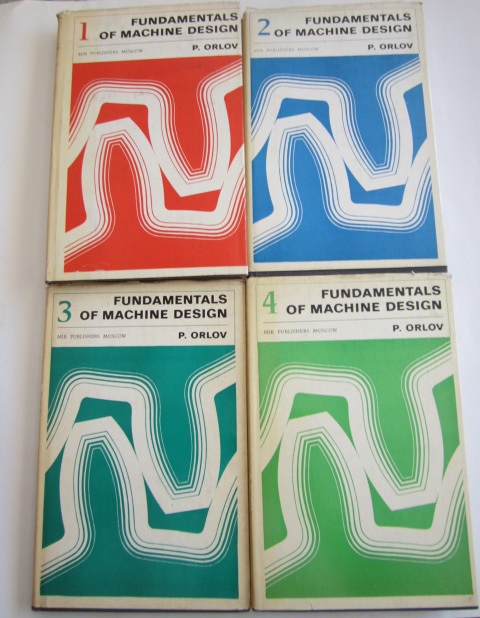 1
FUNDAMENTALS
OF MACHINE DESIGN
MIR PUBLISHERS MOSCOW
P. ORLOV
2
FUNDAMENTALS
OF MACHINE DESIGN
MIR PUBLISHERS MOSCOW
P. ORLOV
3
FUNDAMENTALS
OF MACHINE DESIGN
MIR PUBLISHERS MOSCOW
P. ORLOV
4
FUNDAMENTALS
OF MACHINE DESIGN
MIR PUBLISHERS MOSCOW
P. ORLOV